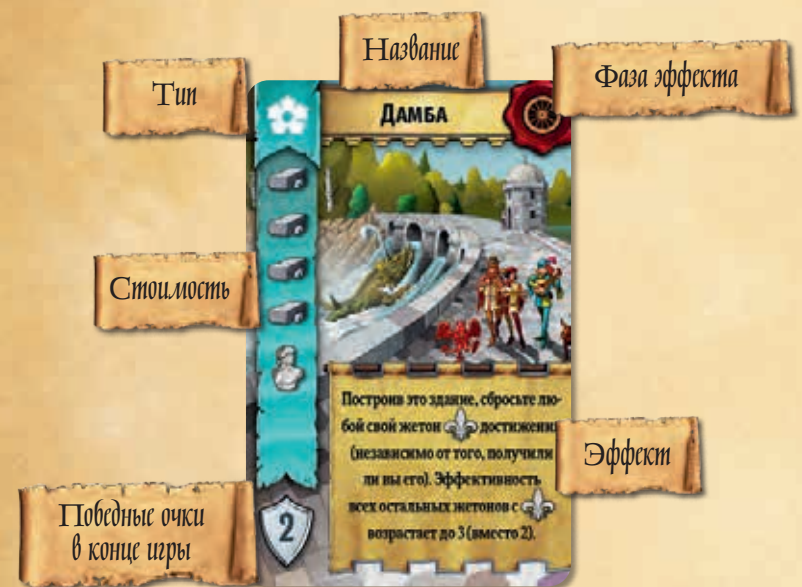 Название
Тип
Фаза эффекта
ДАМБА
Стоимость
Построив это здание, сбросьте лю-
бой свой жетон достижения
(независимо от того, получили
ли вы его). Эффективность
всех остальных жетонов с
возрастает до 3 (вместо 2).
Эффект
Победные очки
в конце игры
2